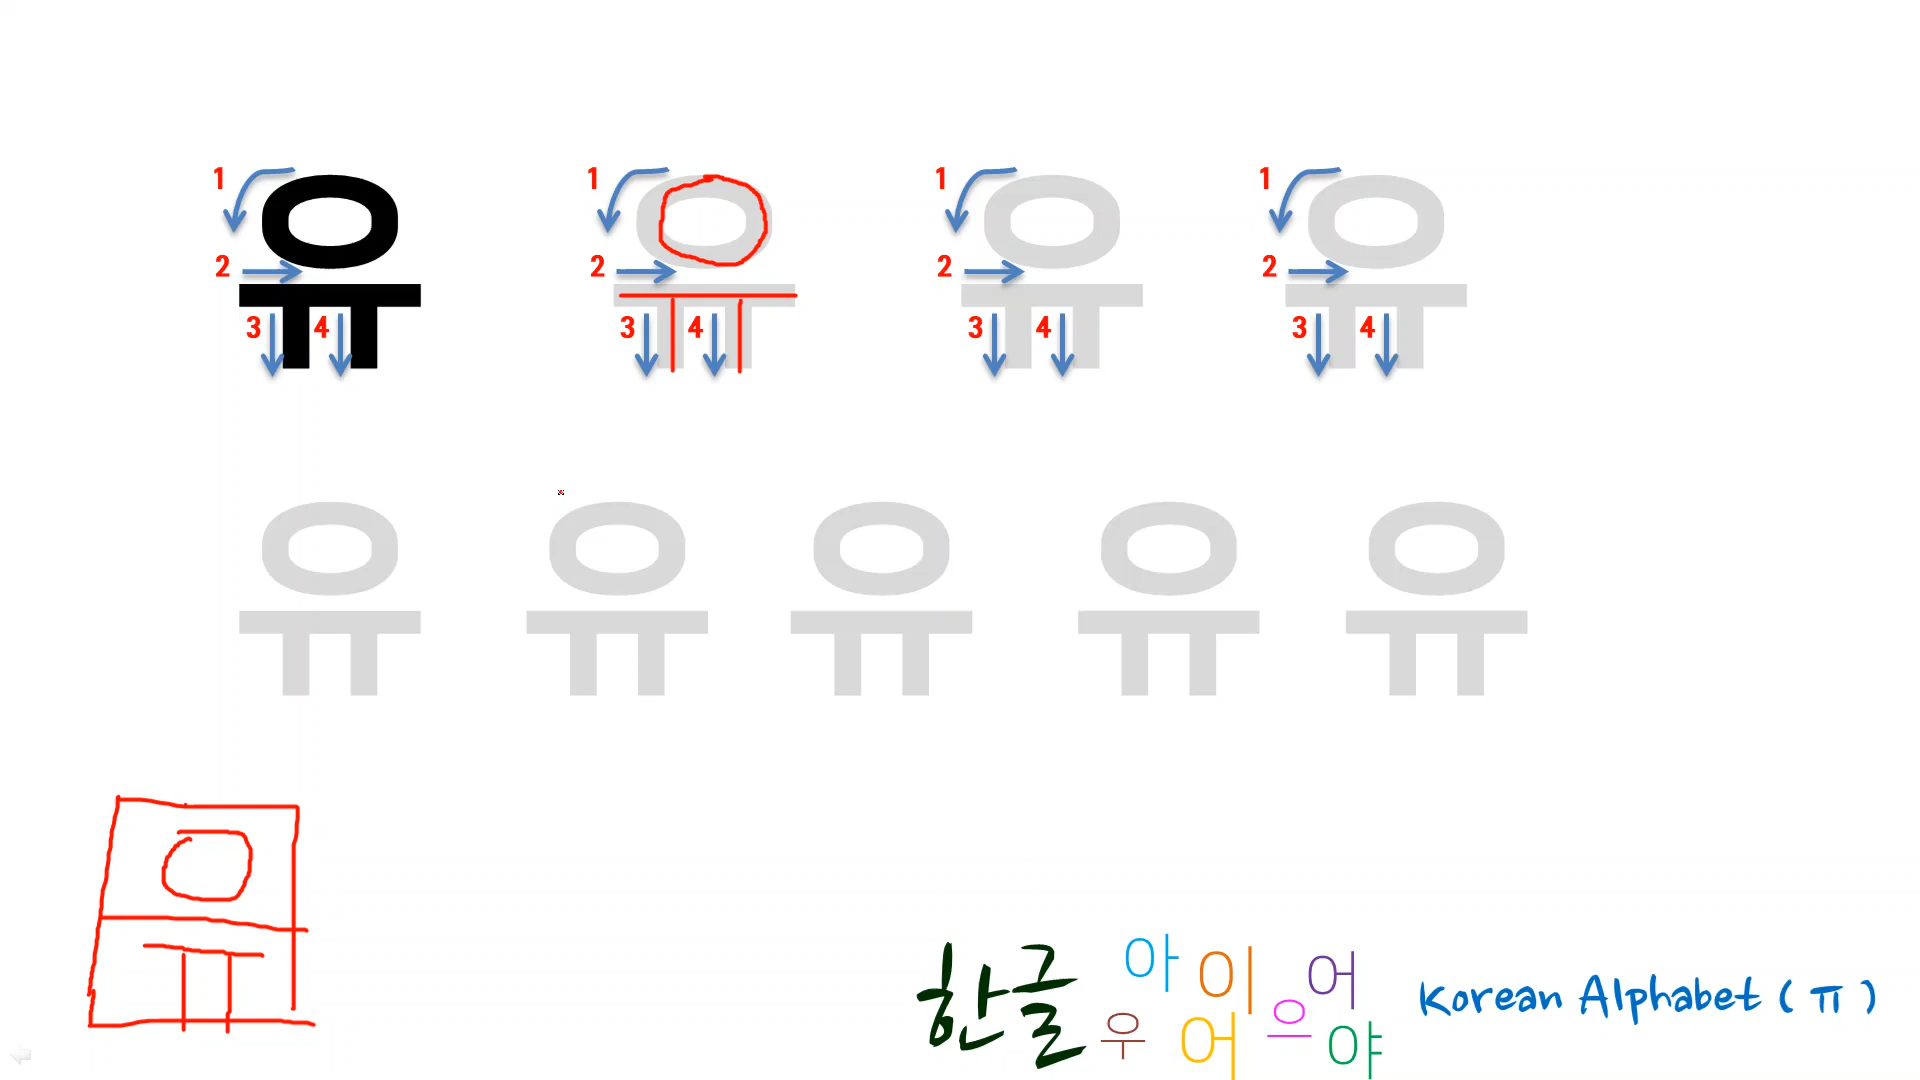 1 1 1 1
유 유 유 유
2 2 2 2
3 4 3 4 3 4 3 4
유 유 유 유 유
유
한글 아 이 어 우 어 으 야 Korean Alphabet ( ㅠ )